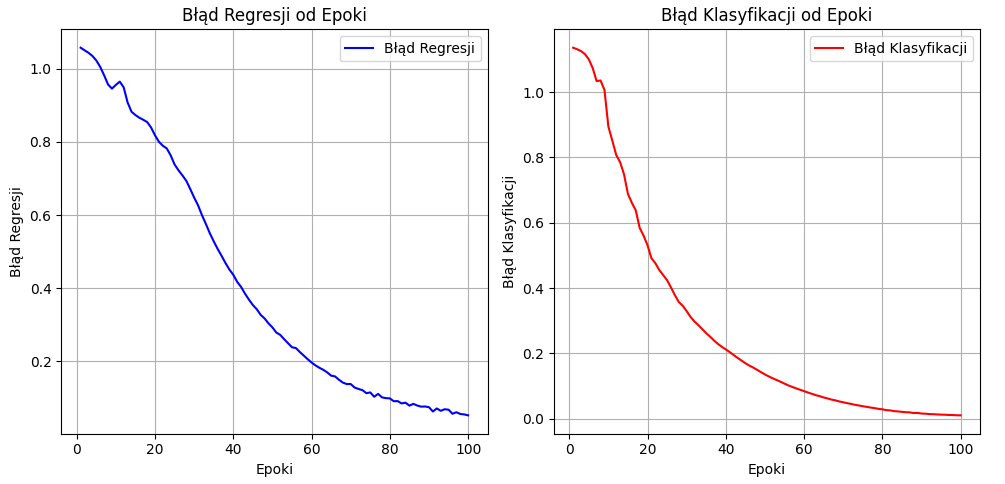 Błąd Regresji od Epoki
Błąd Regresji
Błąd Regresji
1.0
0.8
0.6
0.4
0.2
0 20 40 60 80 100
Epoki
Błąd Klasyfikacji od Epoki
Błąd Klasyfikacji
Błąd Klasyfikacji
1.0
0.8
0.6
0.4
0.2
0.0
0 20 40 60 80 100
Epoki